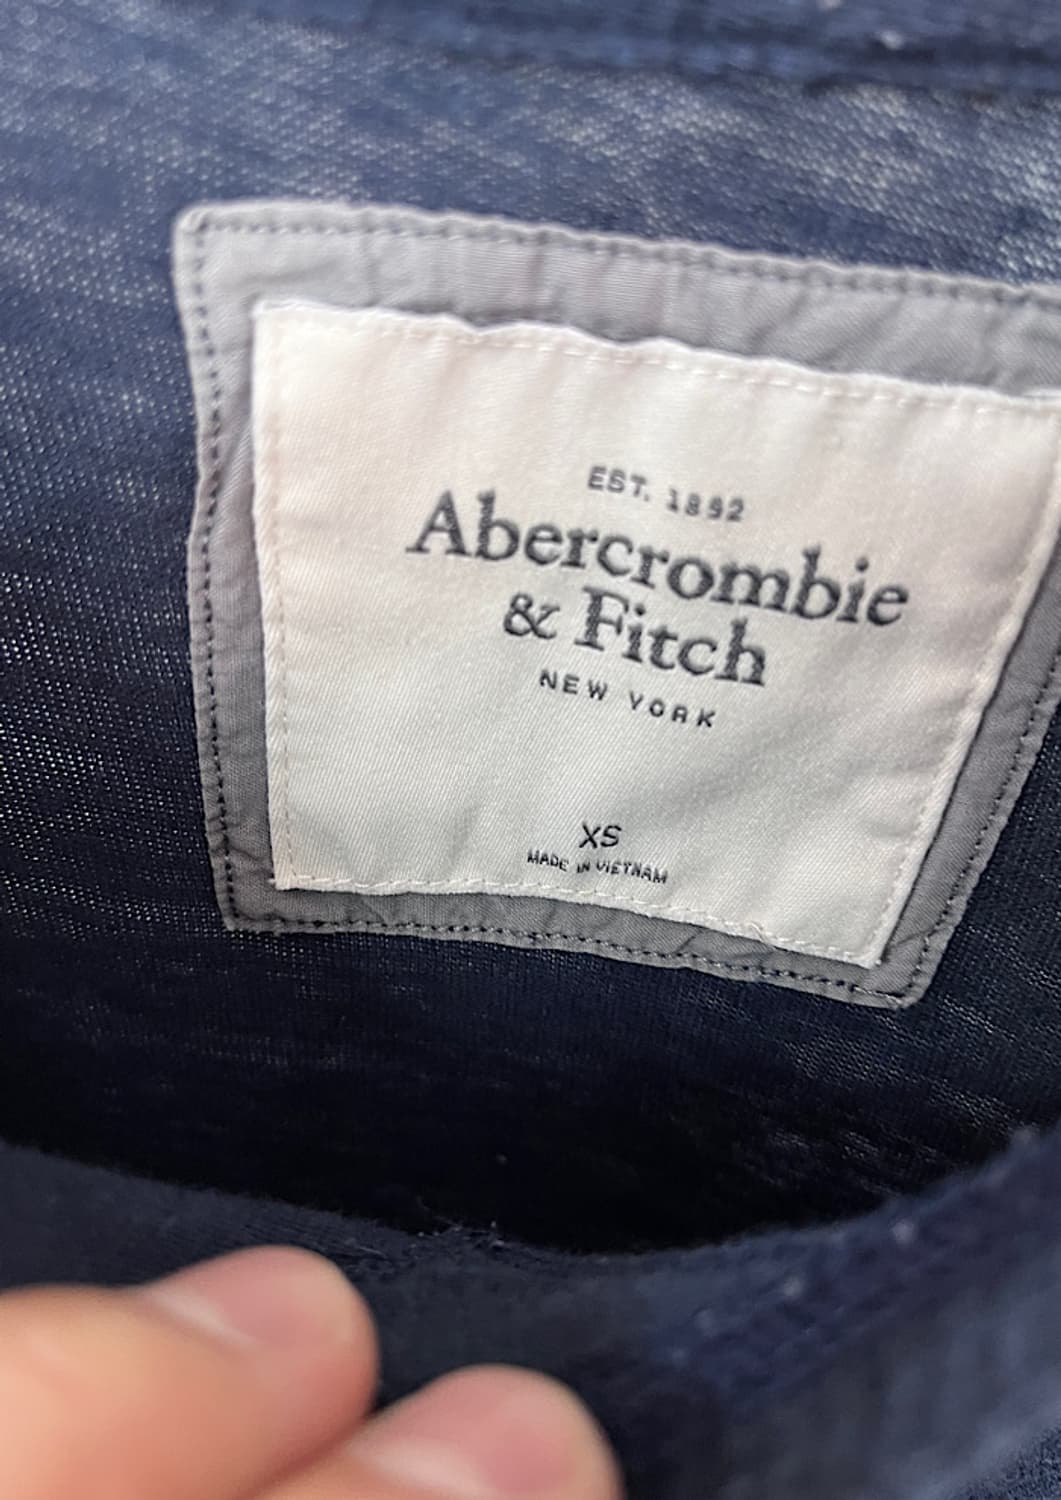 EST. 1892
Abercrombie
& Fitch
NEW YORK
XS
MADE IN VIETNAM